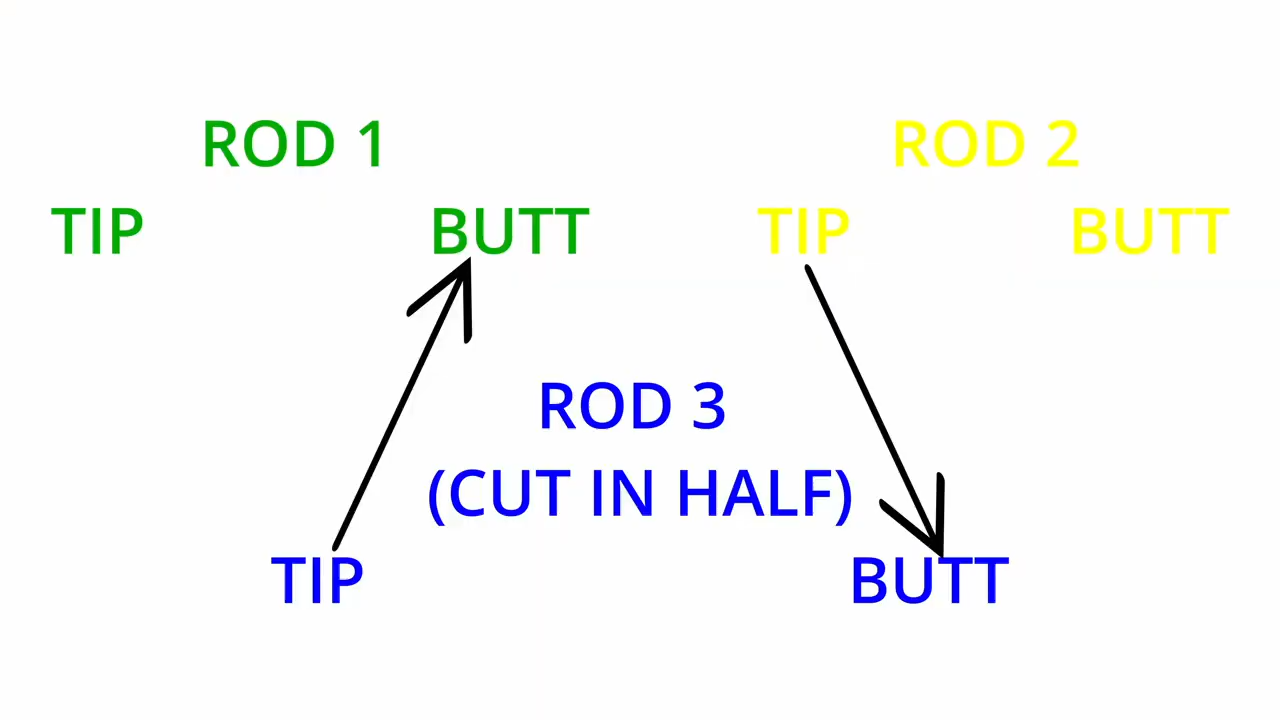 ROD 1
ROD 2
TIP
BUTT
TIP
BUTT
ROD 3
(CUT IN HALF)
TIP
BUTT